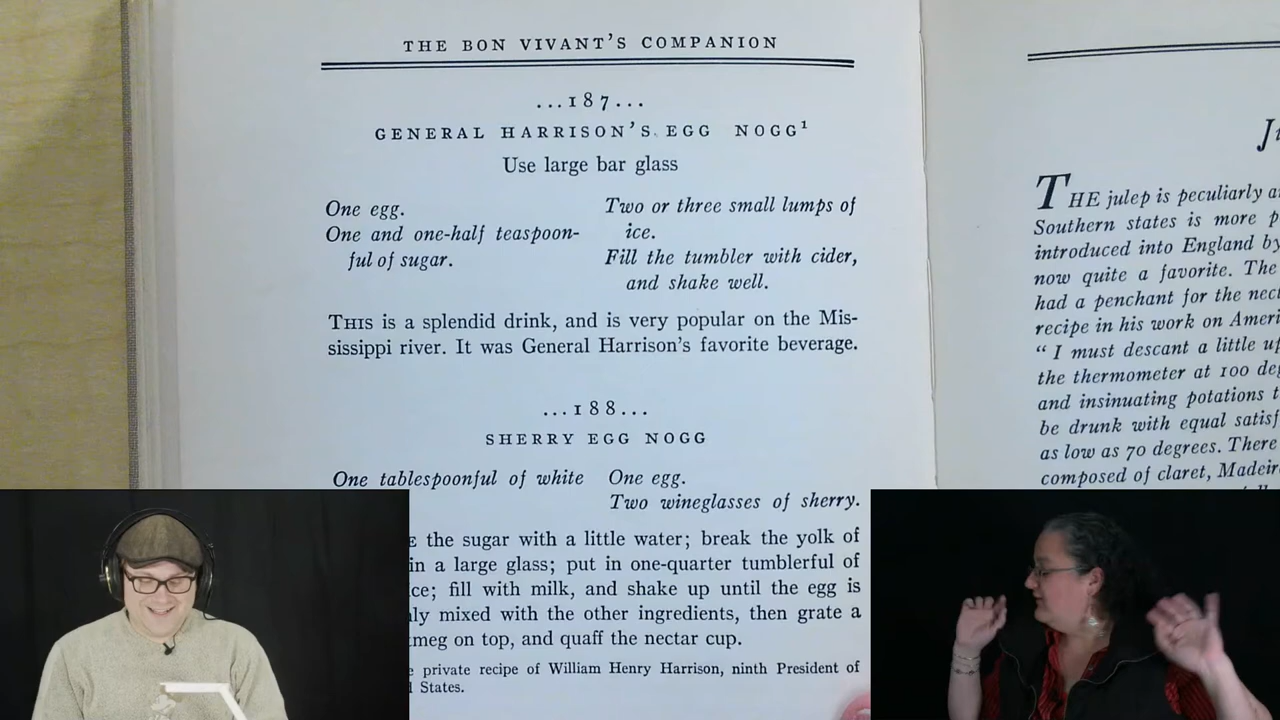 THE BON VIVANT'S COMPANION
...187...
GENERAL HARRISON'S EGG NOGG¹
Use large bar glass
One egg.
One and one-half teaspoon-
ful of sugar.
Two or three small lumps of
ice.
Fill the tumbler with cider,
and shake well.
THIS is a splendid drink, and is very popular on the Mis-
sissippi river. It was General Harrison's favorite beverage.
...188...
SHERRY EGG NOGG
One tablespoonful of white
One egg.
Two wineglasses of sherry.
the sugar with a little water; break the yolk of
in a large glass; put in one-quarter tumblerful of
fill with milk, and shake up until the egg is
mixed with the other ingredients, then grate a
on top, and quaff the nectar cup.
private recipe of William Henry Harrison, ninth President of
States.
THE julep is peculiarly
Southern states is more
introduced into England by
now quite a favorite. The
had a penchant for the
recipe in his work on
" I must descant a little
the thermometer at 100
and insinuating potations
be drunk with equal
as low as 70 degrees. There
composed of claret,